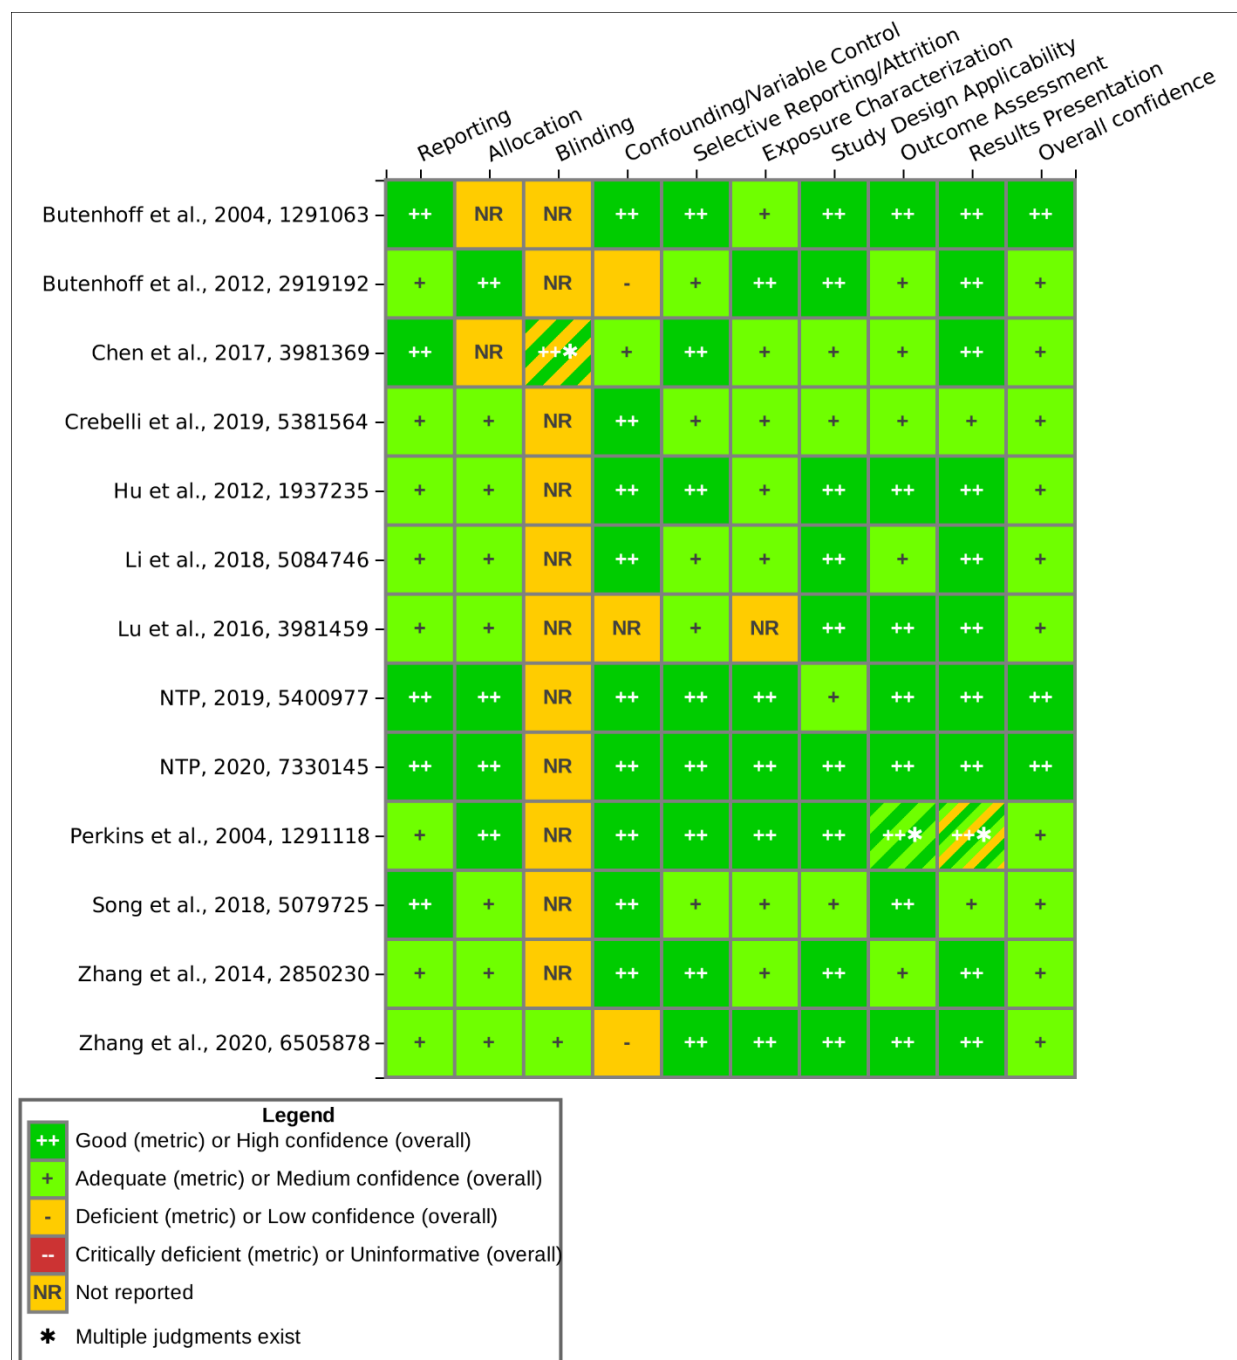 Reporting
Allocation
Blinding
Confounding/Variable Control
Selective Reporting/Attrition
Exposure Characterization
Study Design Applicability
Outcome Assessment
Results Presentation
Overall confidence
Butenhoff et al., 2004, 1291063 ++ NR NR ++ ++ + ++ ++ ++ ++
Butenhoff et al., 2012, 2919192 + ++ NR - + ++ ++ + ++ +
Chen et al., 2017, 3981369 ++ NR ++✱ + ++ + + + ++ +
Crebelli et al., 2019, 5381564 + + NR ++ + + + + + +
Hu et al., 2012, 1937235 + + NR ++ ++ + ++ ++ ++ +
Li et al., 2018, 5084746 + + NR ++ + + ++ + ++ +
Lu et al., 2016, 3981459 + + NR NR + NR ++ ++ ++ +
NTP, 2019, 5400977 ++ ++ NR ++ ++ ++ + ++ ++ ++
NTP, 2020, 7330145 ++ ++ NR ++ ++ ++ ++ ++ ++ ++
Perkins et al., 2004, 1291118 + ++ NR ++ ++ ++ ++ ++✱ ++✱ +
Song et al., 2018, 5079725 ++ + NR ++ + + + ++ + +
Zhang et al., 2014, 2850230 + + NR ++ ++ + ++ + ++ +
Zhang et al., 2020, 6505878 + + + - ++ ++ ++ ++ ++ +
Legend
++ Good (metric) or High confidence (overall)
+ Adequate (metric) or Medium confidence (overall)
- Deficient (metric) or Low confidence (overall)
-- Critically deficient (metric) or Uninformative (overall)
NR Not reported
✱ Multiple judgments exist